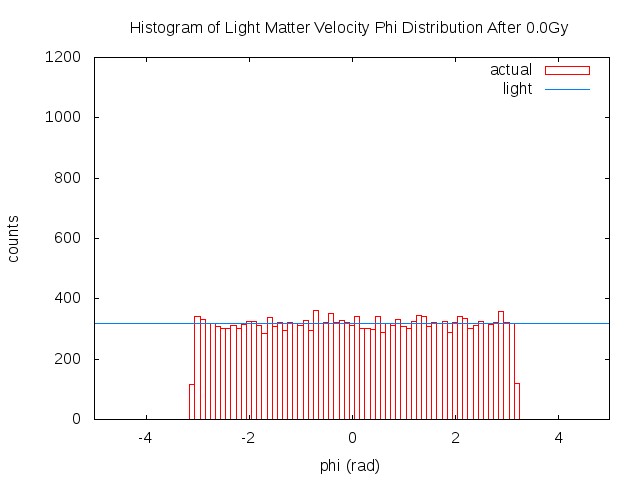 Histogram of Light Matter Velocity Phi Distribution After 0.0Gy
1200
1000
800
600
400
200
0
counts
actual
light
-4
-2
0
2
4
phi (rad)